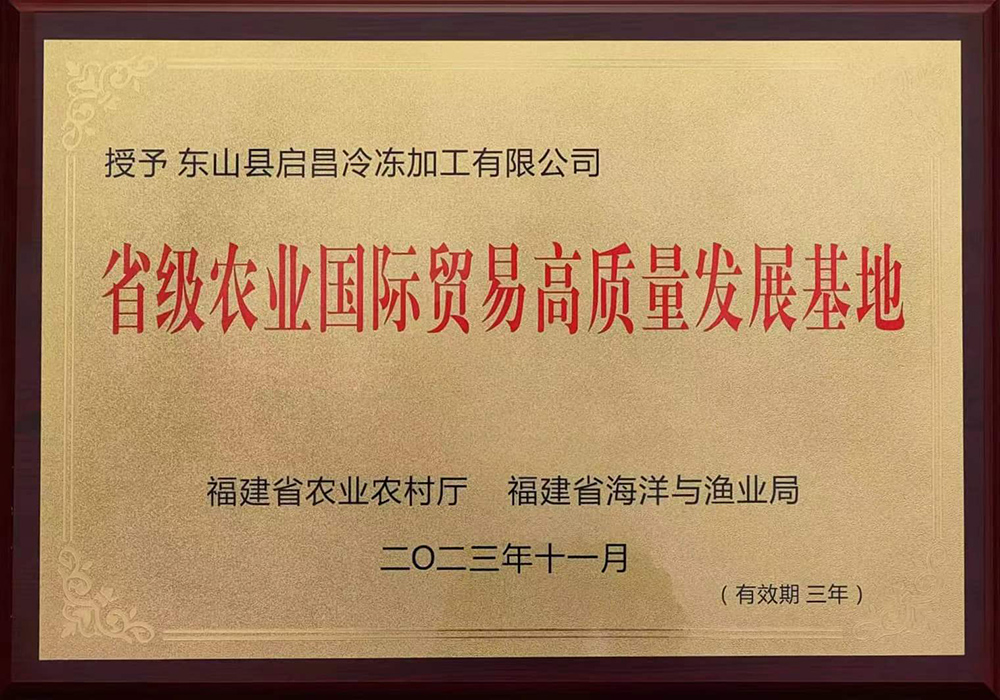 授予 东山县启昌冷冻加工有限公司
省级农业国际贸易高质量发展基地
福建省农业农村厅 福建省海洋与渔业局
二〇二三年十一月
（有效期 三年）